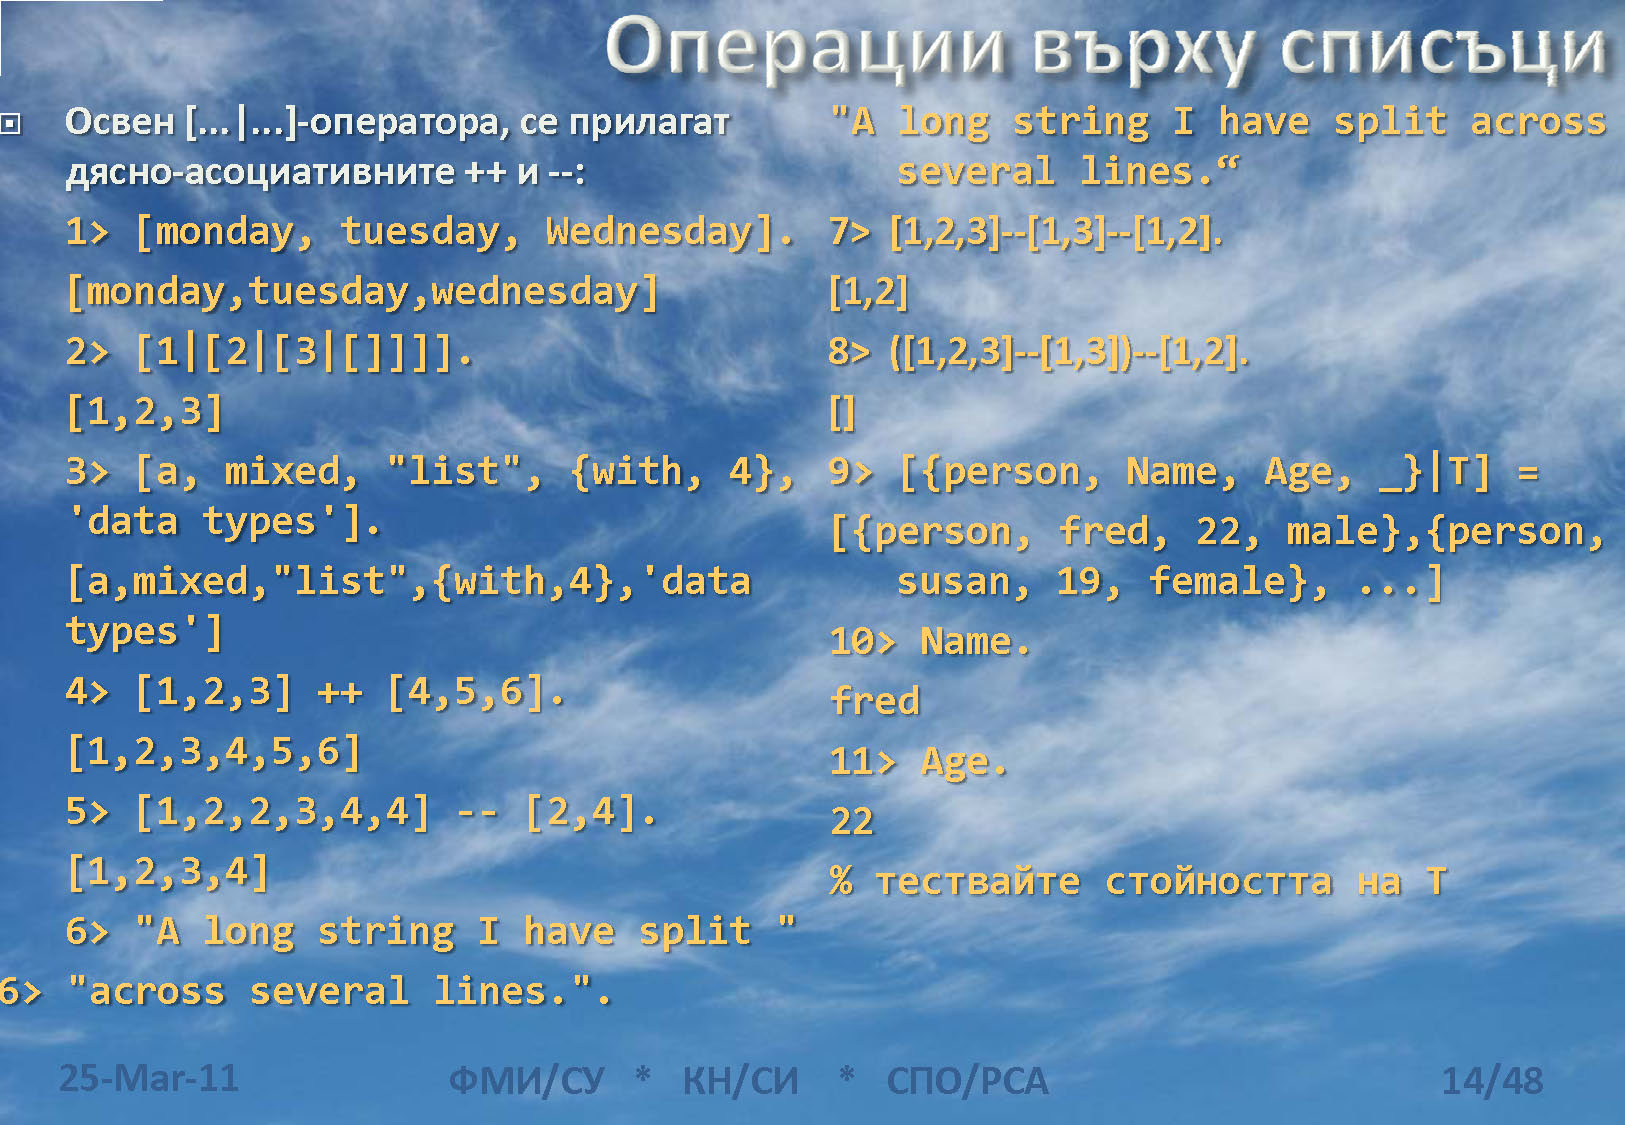 Операции върху списъци
Освен [...|...]-оператора, се прилагат
дясно-асоциативните ++ и --:
1> [monday, tuesday, Wednesday].
[monday,tuesday,wednesday]
2> [1|[2|[3|[]]]].
[1,2,3]
3> [a, mixed, "list", {with, 4},
'data types'].
[a,mixed,"list",{with,4},'data
types']
4> [1,2,3] ++ [4,5,6].
[1,2,3,4,5,6]
5> [1,2,2,3,4,4] -- [2,4].
[1,2,3,4]
6> "A long string I have split "
6> "across several lines.".
"A long string I have split across
several lines.“
7> [1,2,3]--[1,3]--[1,2].
[1,2]
8> ([1,2,3]--[1,3])--[1,2].
[]
9> [{person, Name, Age, _}|T] =
[{person, fred, 22, male},{person,
susan, 19, female}, ...]
10> Name.
fred
11> Age.
22
% тествайте стойността на T
25-Mar-11 ФМИ/СУ * КН/СИ * СПО/РСА 14/48